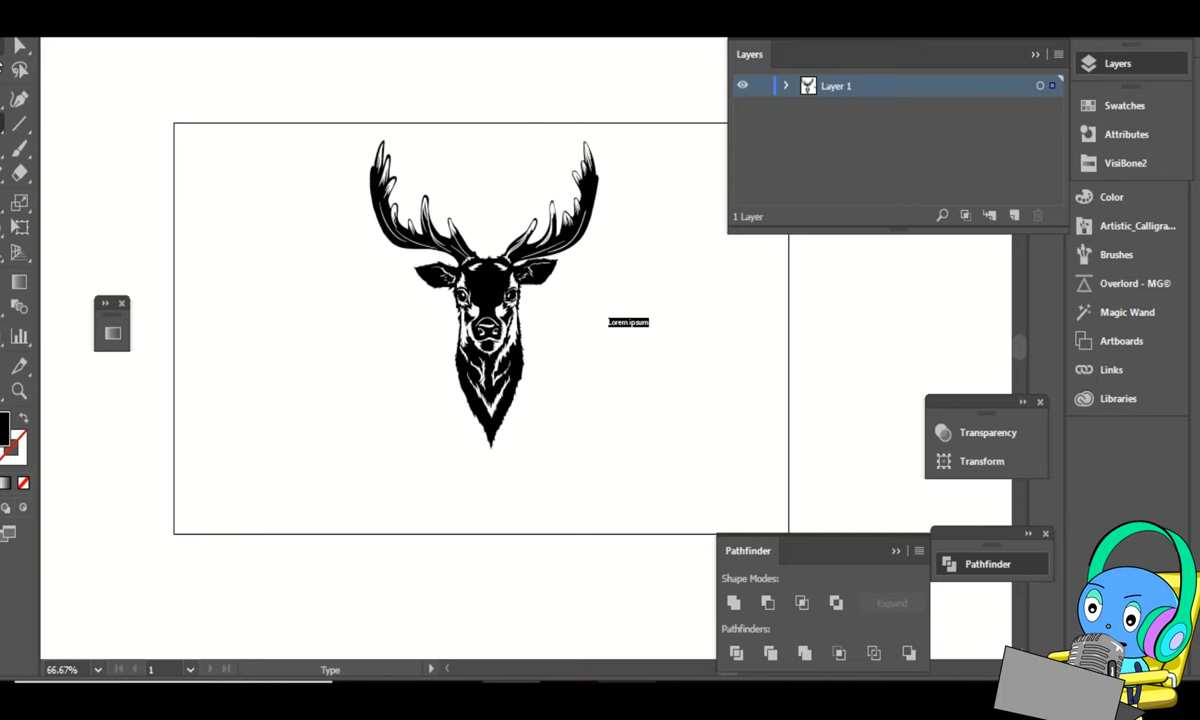 Layers
Layer 1
1 Layer
Layers
Swatches
Attributes
VisiBone2
Color
Artistic_Calligra...
Brushes
Overlord - MG©
Magic Wand
Artboards
Links
Libraries
Lorem ipsum
Transparency
Transform
Pathfinder
Pathfinder
Shape Modes:
Expand
Pathfinders:
66.67%
1
Type